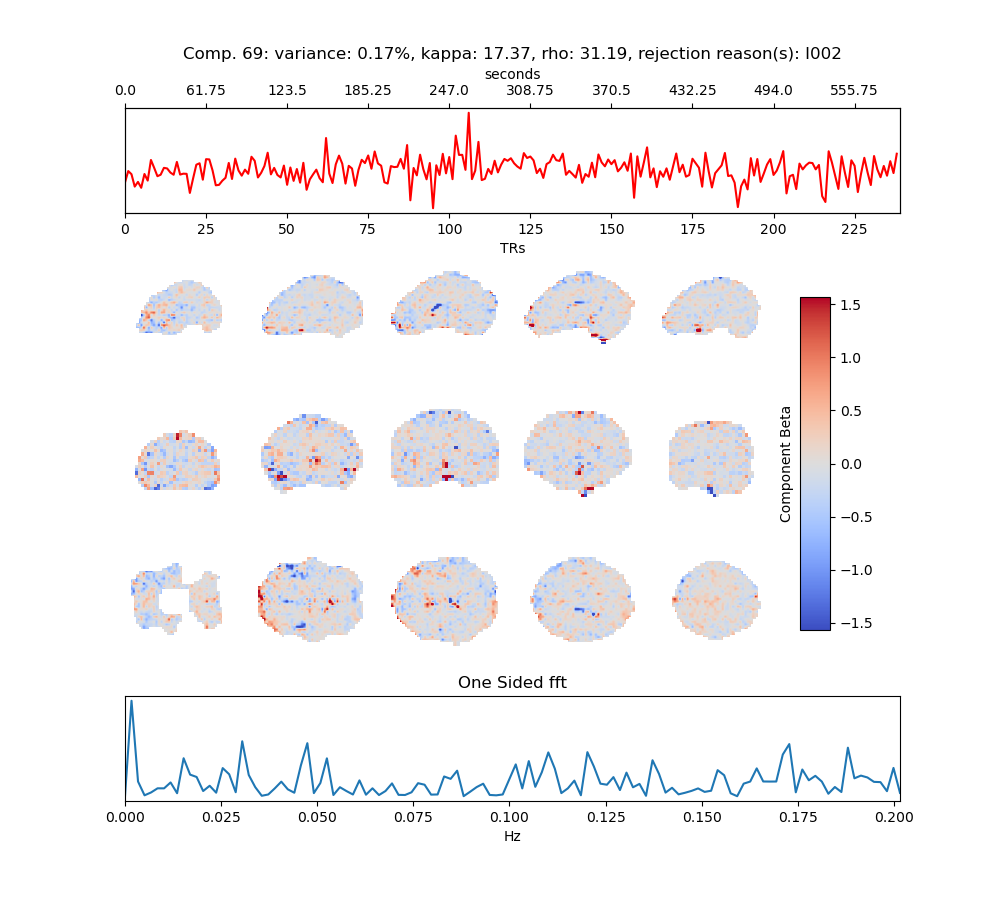 Comp. 69: variance: 0.17%, kappa: 17.37, rho: 31.19, rejection reason(s): I002
seconds
0.0 61.75 123.5 185.25 247.0 308.75 370.5 432.25 494.0 555.75
0 25 50 75 100 125 150 175 200 225
TRs
1.5
1.0
0.5
0.0
−0.5
−1.0
−1.5
Component Beta
One Sided fft
0.000 0.025 0.050 0.075 0.100 0.125 0.150 0.175 0.200
Hz